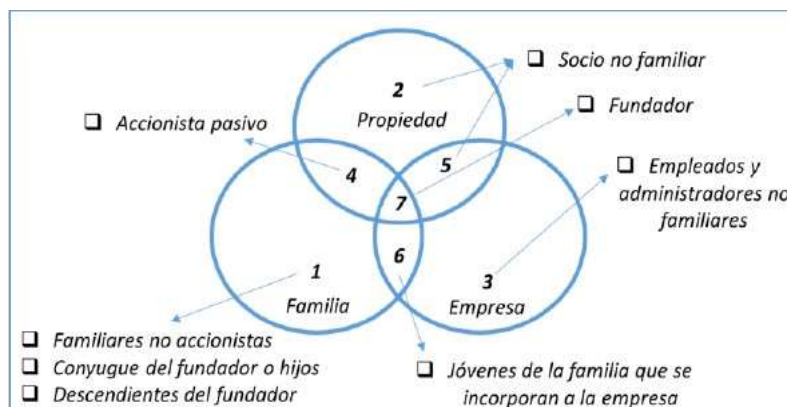 2
Propiedad
❑ Socio no familiar
❑ Fundador
❑ Accionista pasivo
4
5
7
❑ Empleados y
administradores no
familiares
6
1
Familia
3
Empresa
❑ Familiares no accionistas
❑ Conyugue del fundador o hijos
❑ Descendientes del fundador
❑ Jóvenes de la familia que se
incorporan a la empresa